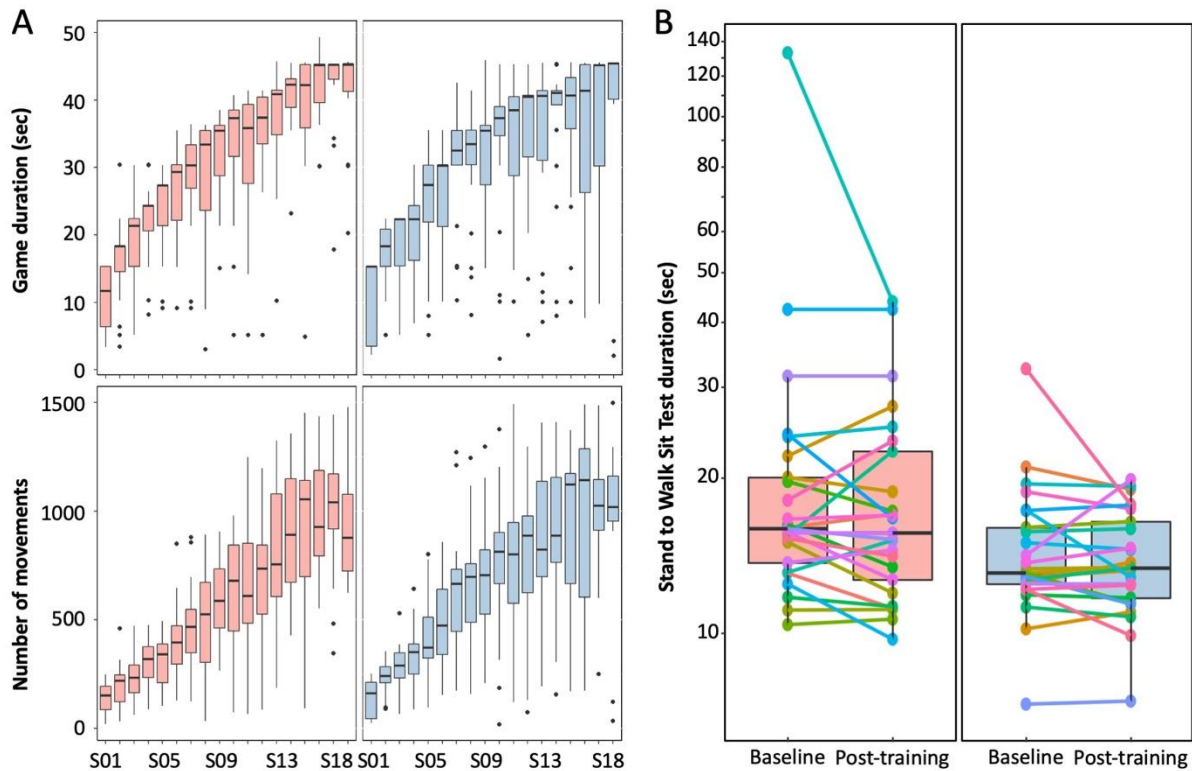 A
B
Game duration (sec)
50
40
30
20
10
0
Number of movements
1500
1000
500
0
S01 S05 S09 S13 S18 S01 S05 S09 S13 S18
Stand to Walk Sit Test duration (sec)
140
120
100
80
60
50
40
30
20
10
Baseline Post-training Baseline Post-training